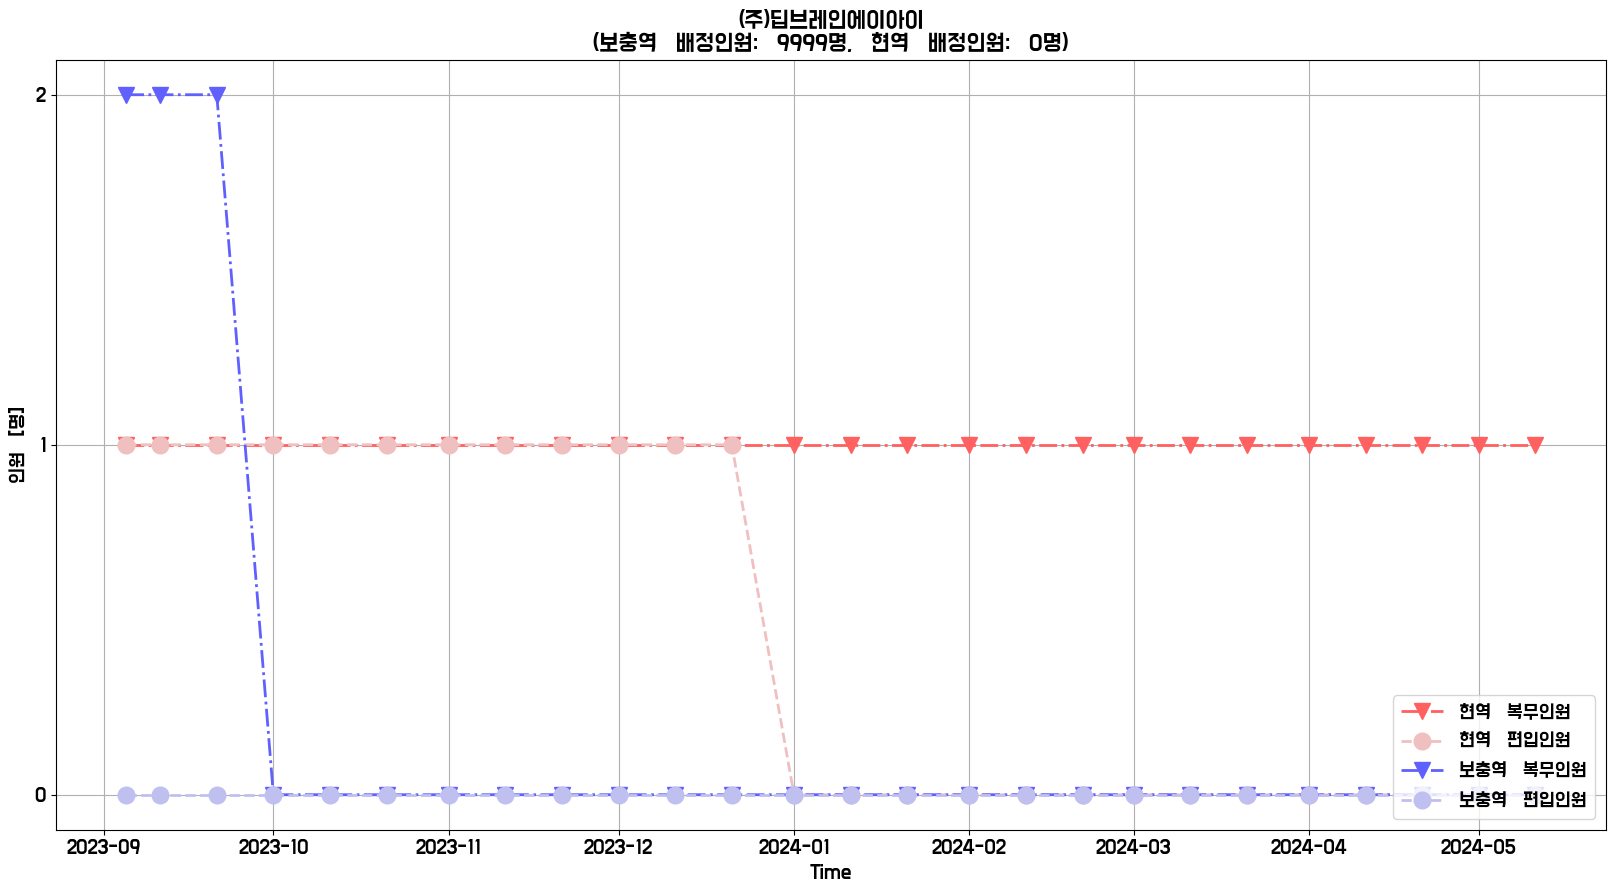 (주)딥브레인에이아이
(보충역 배정인원: 9999명, 현역 배정인원: 0명)
인원 [명]
2
1
0
2023-09 2023-10 2023-11 2023-12 2024-01 2024-02 2024-03 2024-04 2024-05
Time
현역 복무인원
현역 편입인원
보충역 복무인원
보충역 편입인원